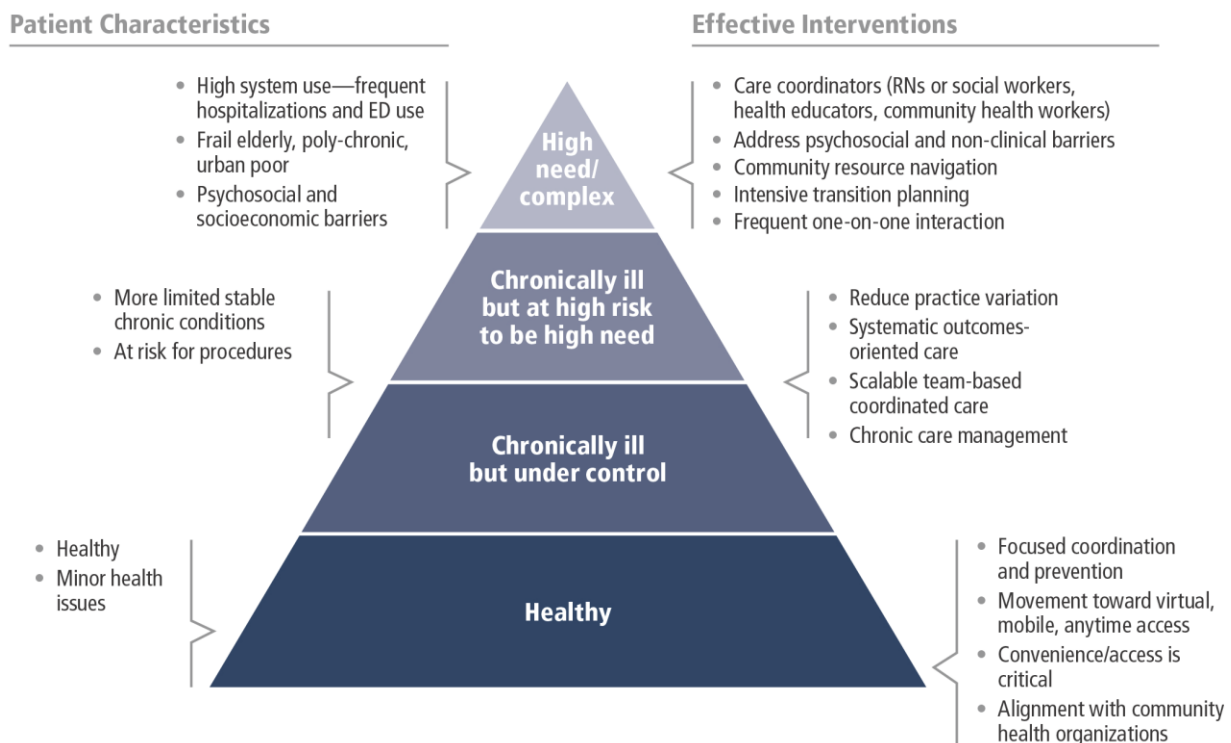 Patient Characteristics
Effective Interventions
• High system use—frequent
hospitalizations and ED use
• Frail elderly, poly-chronic,
urban poor
• Psychosocial and
socioeconomic barriers
High
need/
complex
• Care coordinators (RNs or social workers,
health educators, community health workers)
• Address psychosocial and non-clinical barriers
• Community resource navigation
• Intensive transition planning
• Frequent one-on-one interaction
• More limited stable
chronic conditions
• At risk for procedures
Chronically ill
but at high risk
to be high need
Chronically ill
but under control
• Reduce practice variation
• Systematic outcomes-
oriented care
• Scalable team-based
coordinated care
• Chronic care management
• Healthy
• Minor health
issues
Healthy
• Focused coordination
and prevention
• Movement toward virtual,
mobile, anytime access
• Convenience/access is
critical
• Alignment with community
health organizations